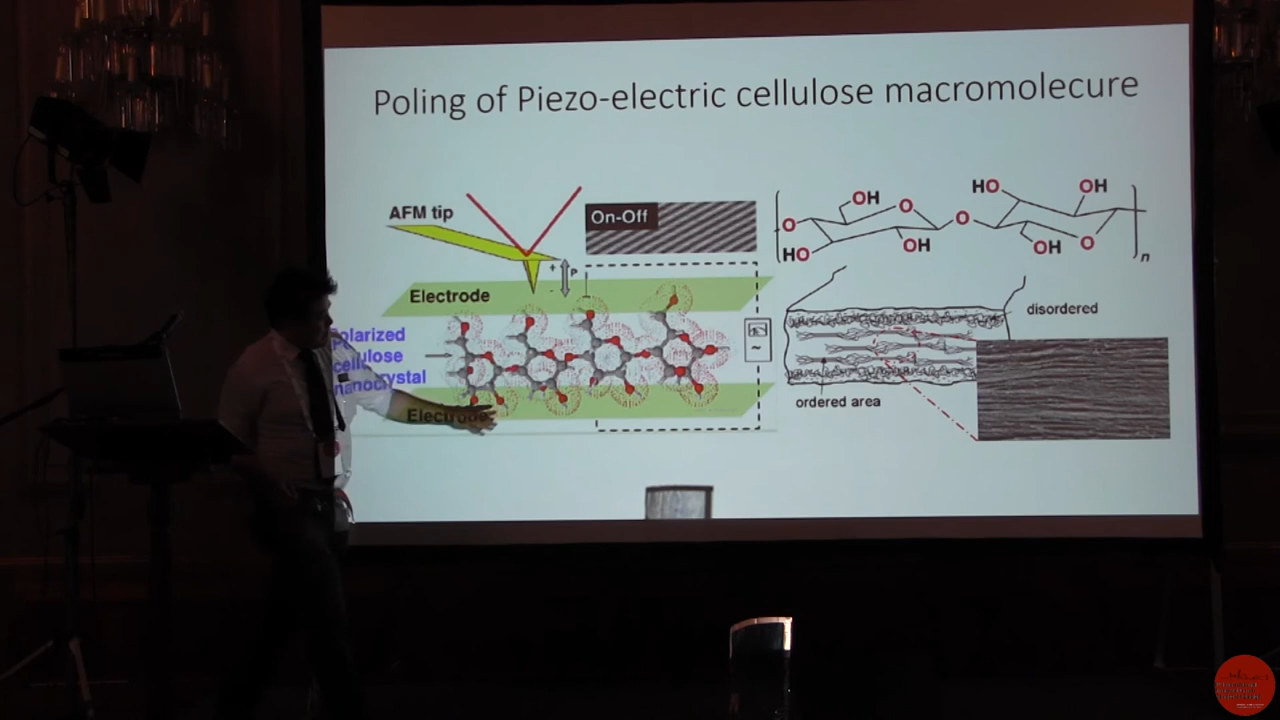 Poling of Piezo-electric cellulose macromolecure
AFM tip
On-Off
+
P
-
Electrode
Polarized
cellulose
nanocrystal
Electrode
~
OH
O
O
HO
OH
O
HO
OH
OH
O
n
disordered
ordered area